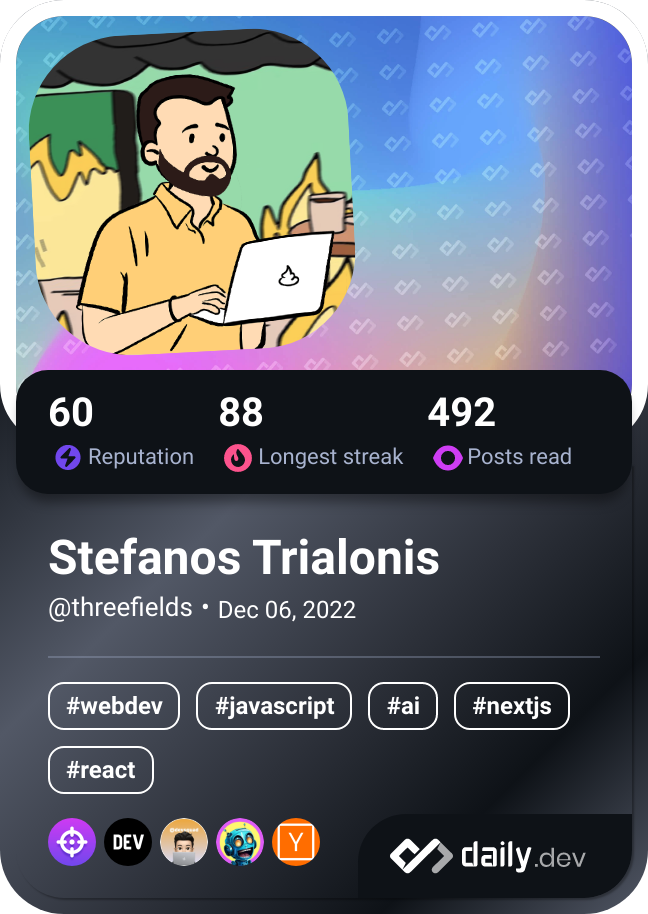 60 88 492
Reputation Longest streak Posts read
Stefanos Trialonis
@threefields • Dec 06, 2022
#webdev #javascript #ai #nextjs
#react
DEV Y
daily.dev